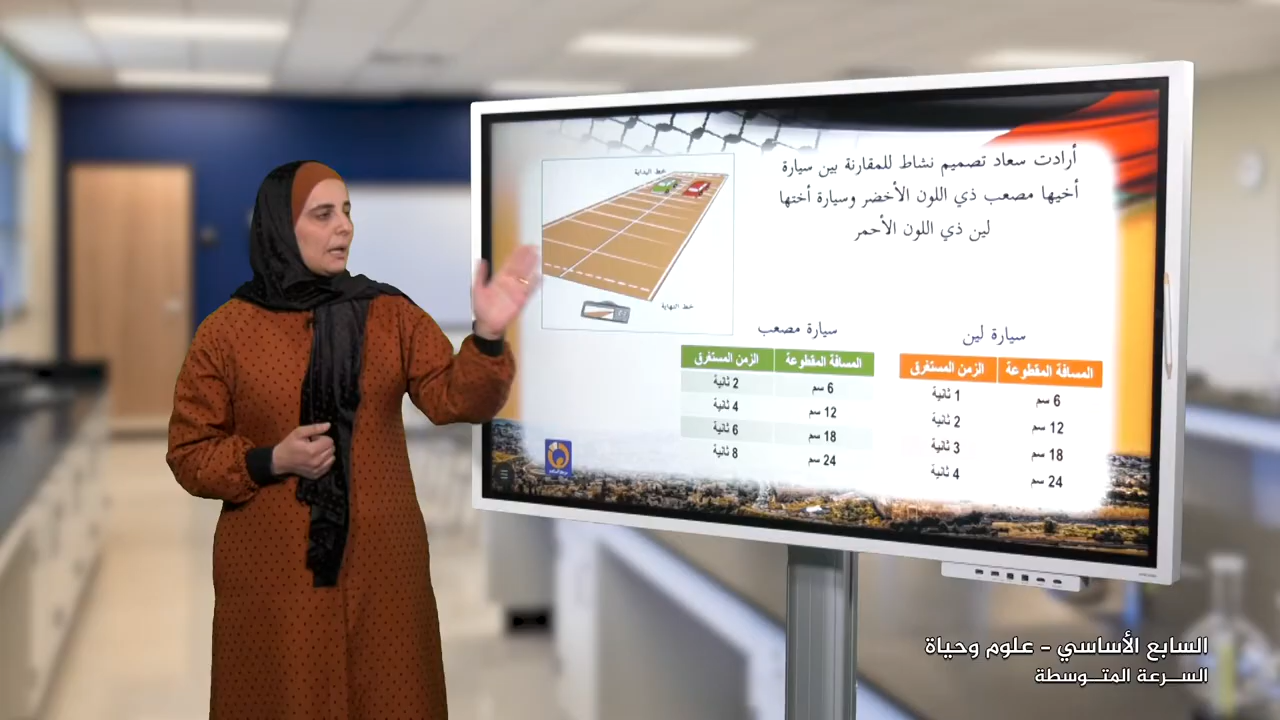 أرادت سعاد تصميم نشاط للمقارنة بين سيارة
أخيها مصعب ذي اللون الأخضر وسيارة أختها
لين ذي اللون الأحمر
خط البداية
خط النهاية
سيارة لين
المسافة المقطوعة الزمن المستغرق
6 سم 1 ثانية
12 سم 2 ثانية
18 سم 3 ثانية
24 سم 4 ثانية
سيارة مصعب
المسافة المقطوعة الزمن المستغرق
6 سم 2 ثانية
12 سم 4 ثانية
18 سم 6 ثانية
24 سم 8 ثانية
السابع الأساسي - علوم وحياة
السرعة المتوسطة